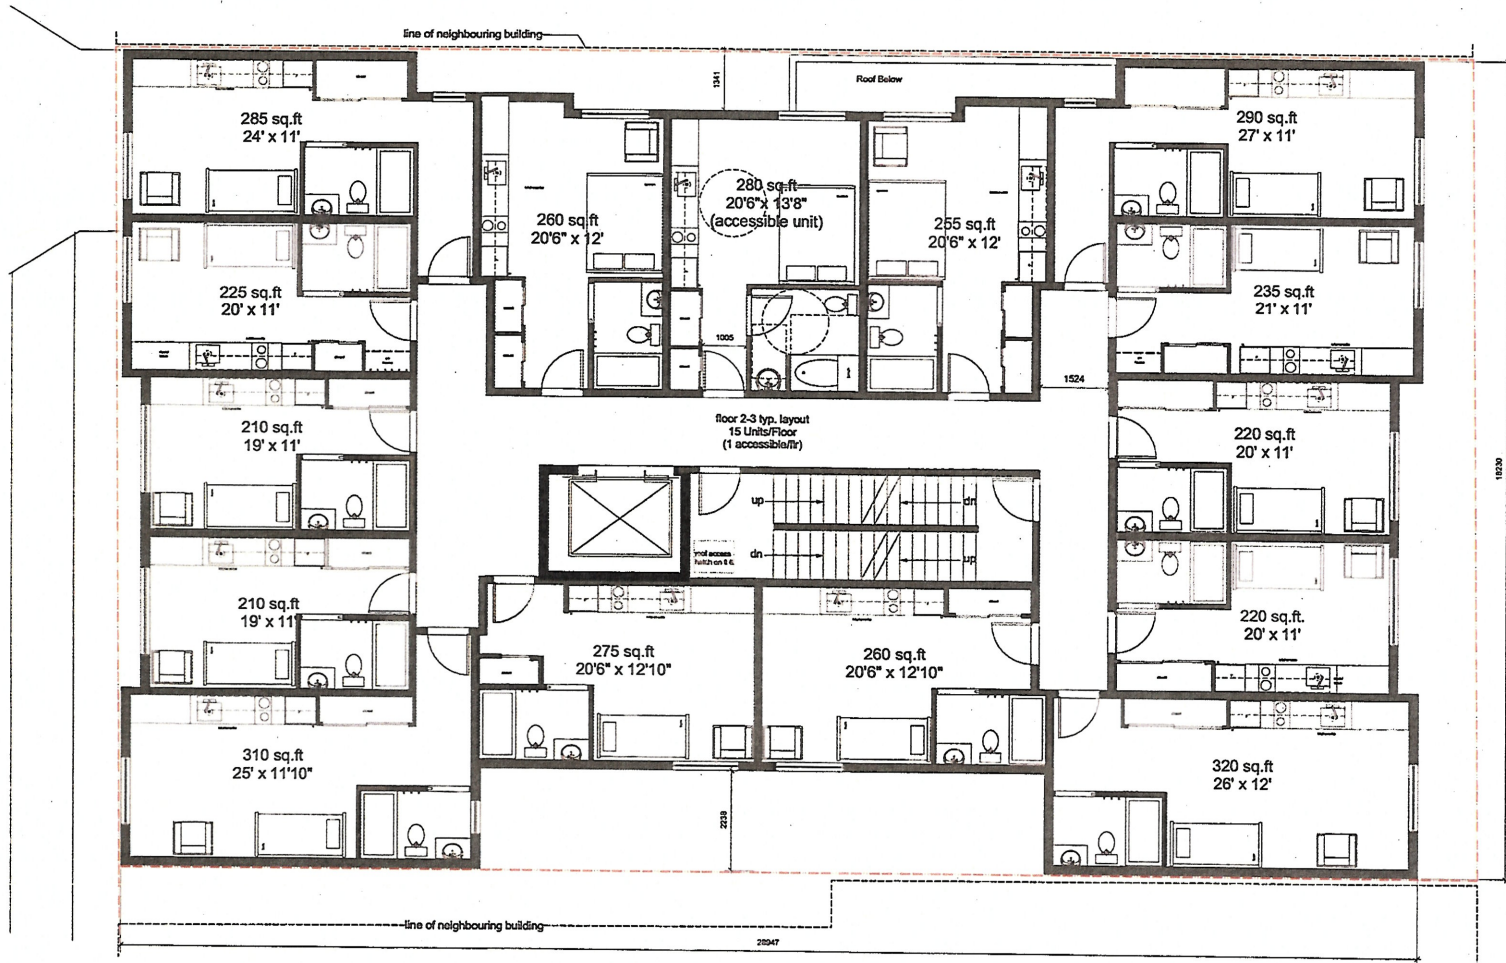 line of neighbouring building
1341
Roof Below
285 sq.ft
24' x 11'
290 sq.ft
27' x 11'
260 sq.ft
20'6" x 12'
280 sq.ft
20'6"x 13'8"
(accessible unit)
255 sq.ft
20'6" x 12'
225 sq.ft
20' x 11'
235 sq.ft
21' x 11'
1005
1524
210 sq.ft
19' x 11'
floor 2-3 typ. layout
15 Units/Floor
(1 accessible/flr)
220 sq.ft
20' x 11'
18230
up
dn
dn
up
roof access
hatch on fl 6.
210 sq.ft
19' x 11'
220 sq.ft.
20' x 11'
275 sq.ft
20'6" x 12'10"
260 sq.ft
20'6" x 12'10"
310 sq.ft
25' x 11'10"
320 sq.ft
26' x 12'
2238
line of neighbouring building
28947